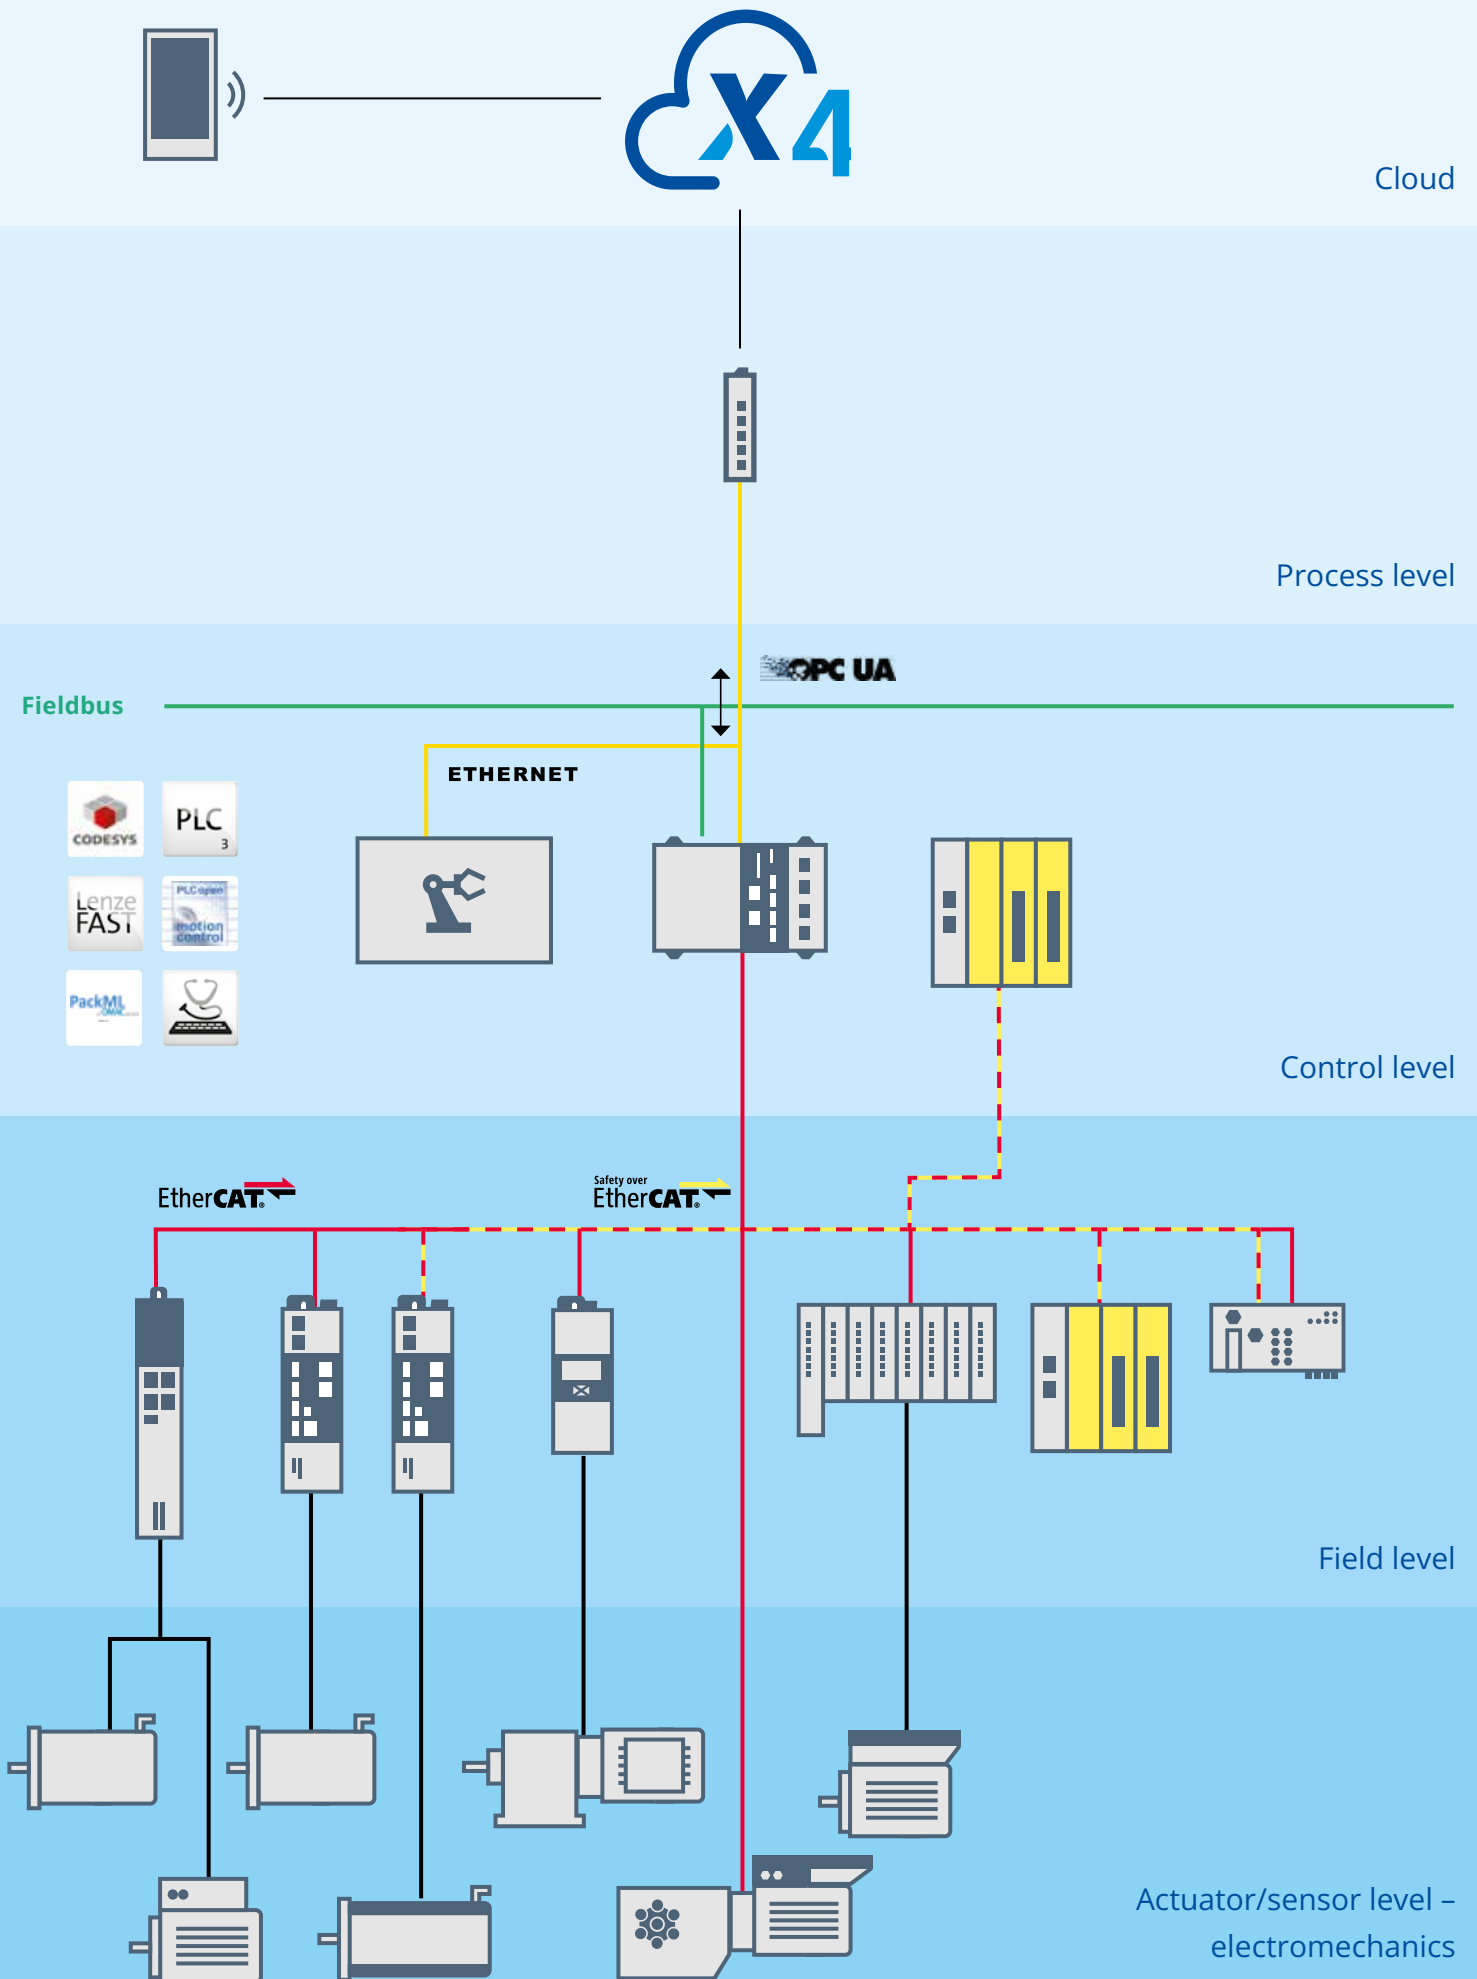 X4
Cloud
Process level
OPC UA
Fieldbus
ETHERNET
CODESYS
PLC
3
Lenze
FAST
PLCopen
motion
control
PackML
OMAC
Control level
EtherCAT®
Safety over
EtherCAT®
Field level
Actuator/sensor level –
electromechanics